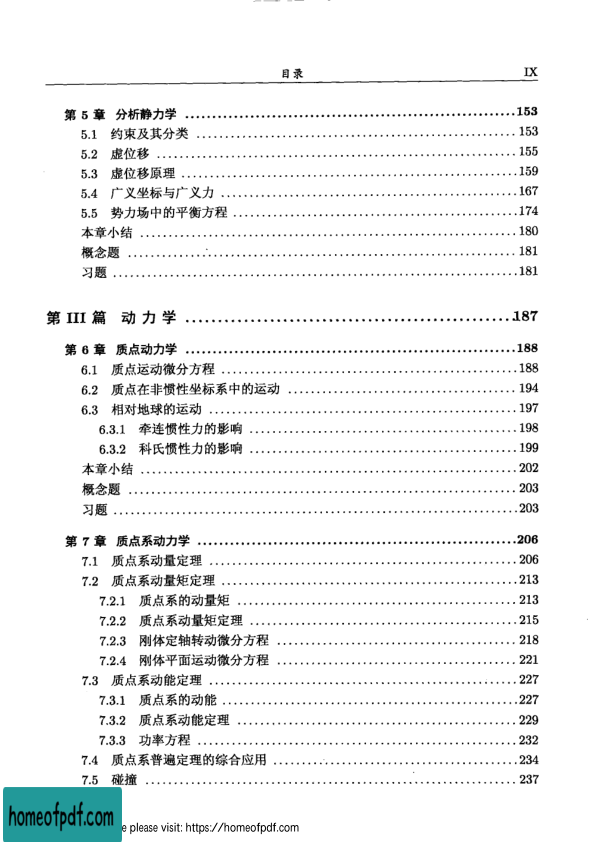 目录 IX
第 5 章 分析静力学 153
5.1 约束及其分类 153
5.2 虚位移 155
5.3 虚位移原理 159
5.4 广义坐标与广义力 167
5.5 势力场中的平衡方程 174
本章小结 180
概念题 181
习题 181
第 III 篇 动力学 187
第 6 章 质点动力学 188
6.1 质点运动微分方程 188
6.2 质点在非惯性坐标系中的运动 194
6.3 相对地球的运动 197
6.3.1 牵连惯性力的影响 198
6.3.2 科氏惯性力的影响 199
本章小结 202
概念题 203
习题 203
第 7 章 质点系动力学 206
7.1 质点系动量定理 206
7.2 质点系动量矩定理 213
7.2.1 质点系的动量矩 213
7.2.2 质点系动量矩定理 215
7.2.3 刚体定轴转动微分方程 218
7.2.4 刚体平面运动微分方程 221
7.3 质点系动能定理 227
7.3.1 质点系的动能 227
7.3.2 质点系动能定理 229
7.3.3 功率方程 232
7.4 质点系普遍定理的综合应用 234
7.5 碰撞 237
homeofpdf.com
e please visit: https://homeofpdf.com